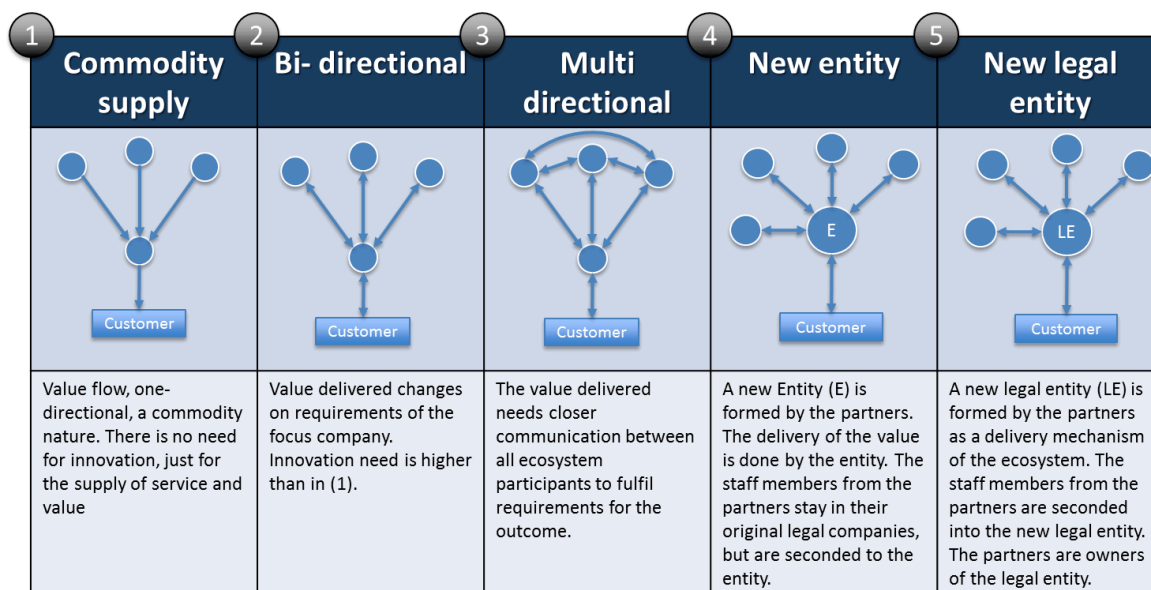 1
Commodity
supply
2
Bi- directional
3
Multi
directional
4
New entity
5
New legal
entity
Customer
Customer
Customer
E
Customer
LE
Customer
Value flow, one-
directional, a commodity
nature. There is no need
for innovation, just for
the supply of service and
value
Value delivered changes
on requirements of the
focus company.
Innovation need is higher
than in (1).
The value delivered
needs closer
communication between
all ecosystem
participants to fulfil
requirements for the
outcome.
A new Entity (E) is
formed by the partners.
The delivery of the value
is done by the entity. The
staff members from the
partners stay in their
original legal companies,
but are seconded to the
entity.
A new legal entity (LE) is
formed by the partners
as a delivery mechanism
of the ecosystem. The
staff members from the
partners are seconded
into the new legal entity.
The partners are owners
of the legal entity.